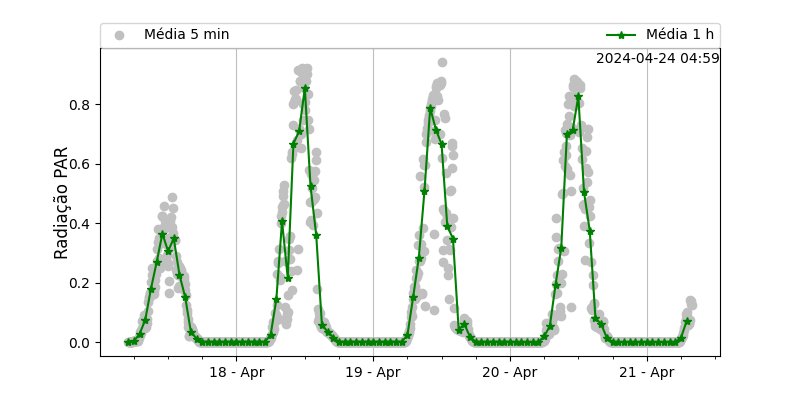 Média 5 min
Média 1 h
2024-04-24 04:59
Radiação PAR
0.8
0.6
0.4
0.2
0.0
18 - Apr
19 - Apr
20 - Apr
21 - Apr